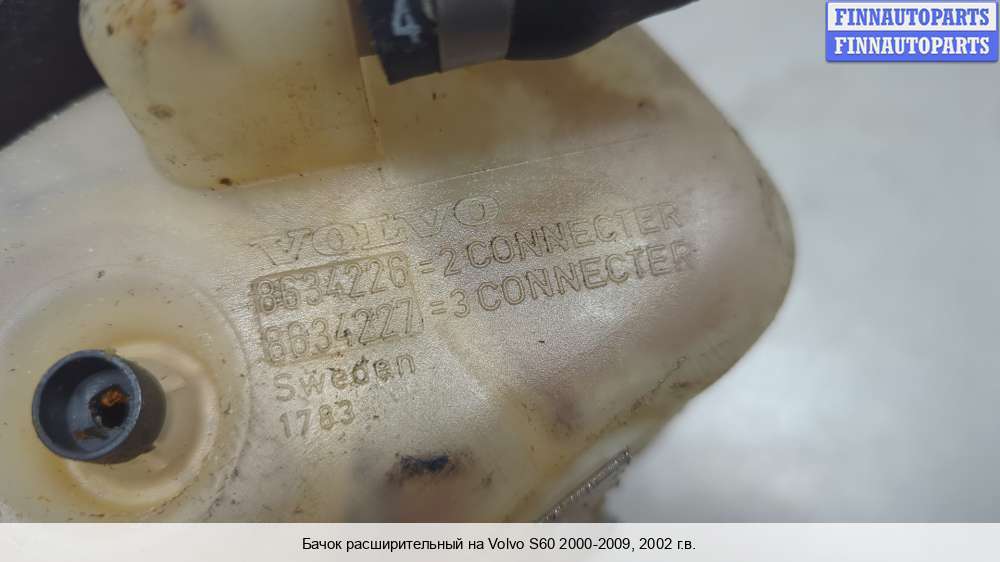 FINNAUTOPARTS
FINNAUTOPARTS
4
VOLVO
8634226 = 2 CONNECTER
8634227 = 3 CONNECTER
Sweden
1783
Бачок расширительный на Volvo S60 2000-2009, 2002 г.в.